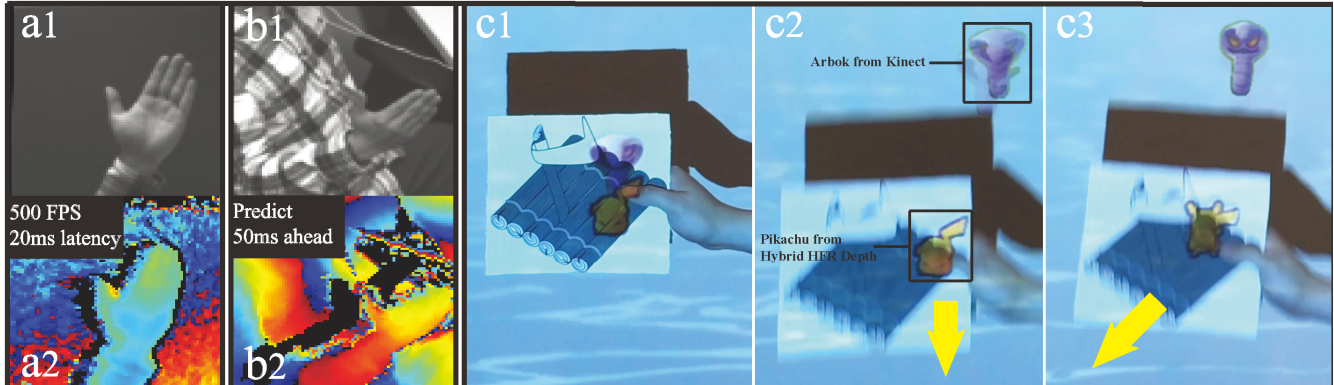 a1
500 FPS
20ms latency
a2
b1
Predict
50ms ahead
b2
c1
c2
Arbok from Kinect
Pikachu from
Hybrid HFR Depth
c3